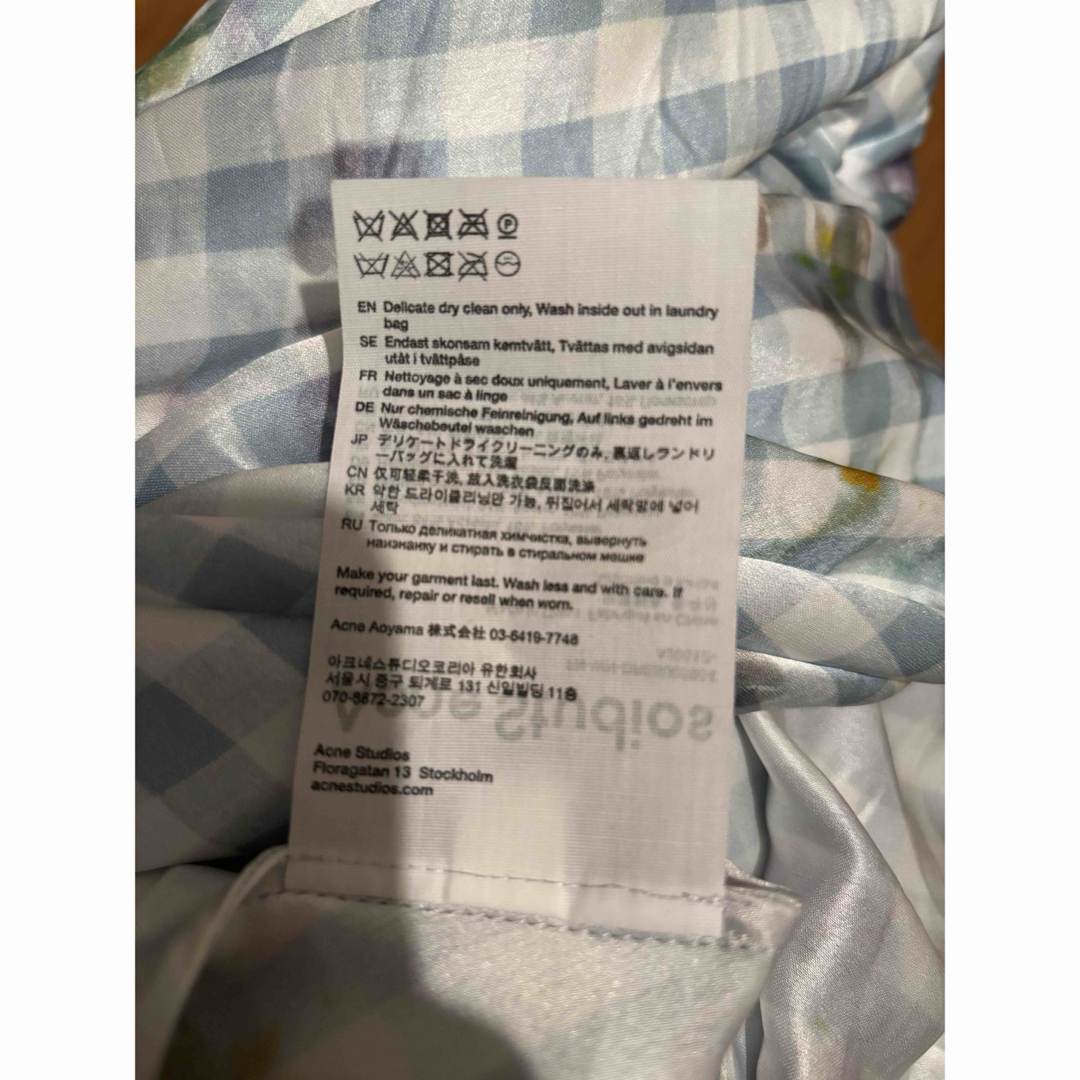 EN Delicate dry clean only, Wash inside out in laundry
bag
SE Endast skonsam kemtvätt, Tvättas med avigsidan
utåt i tvättpåse
FR Nettoyage à sec doux uniquement, Laver à l'envers
dans un sac à linge
DE Nur chemische Feinreinigung, Auf links gedreht im
Wäschebeutel waschen
JP デリケートドライクリーニングのみ, 裏返しランドリ
ーバッグに入れて洗濯
CN 仅可轻柔干洗, 放入洗衣袋反面洗涤
KR 약한 드라이클리닝만 가능, 뒤집어서 세탁망에 넣어
세탁
RU Только деликатная химчистка, вывернуть
наизнанку и стирать в стиральном мешке
Make your garment last. Wash less and with care. If
required, repair or resell when worn.
Acne Aoyama 株式会社 03-6419-7748
아크네스튜디오코리아 유한회사
서울시 중구 퇴계로 131 신일빌딩 11층
070-8872-2307
Acne Studios
Acne Studios
Floragatan 13 Stockholm
acnestudios.com